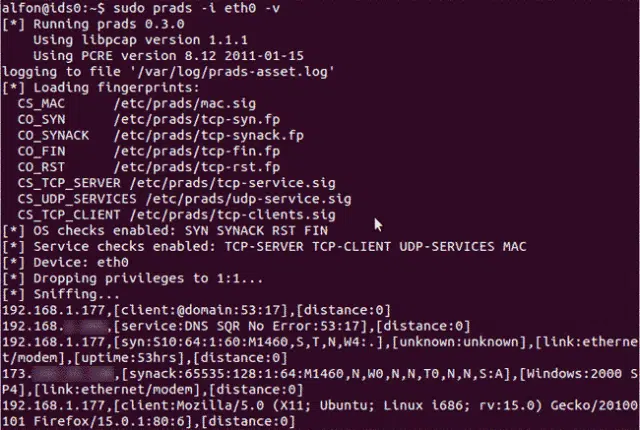 alfon@ids0:~$ sudo prads -i eth0 -v
[*] Running prads 0.3.0
Using libpcap version 1.1.1
Using PCRE version 8.12 2011-01-15
logging to file '/var/log/prads-asset.log'
[*] Loading fingerprints:
CS_MAC /etc/prads/mac.sig
CO_SYN /etc/prads/tcp-syn.fp
CO_SYNACK /etc/prads/tcp-synack.fp
CO_FIN /etc/prads/tcp-fin.fp
CO_RST /etc/prads/tcp-rst.fp
CS_TCP_SERVER /etc/prads/tcp-service.sig
CS_UDP_SERVICES /etc/prads/udp-service.sig
CS_TCP_CLIENT /etc/prads/tcp-clients.sig
[*] OS checks enabled: SYN SYNACK RST FIN
[*] Service checks enabled: TCP-SERVER TCP-CLIENT UDP-SERVICES MAC
[*] Device: eth0
[*] Dropping privileges to 1:1...
[*] Sniffing...
192.168.1.177,[client:@domain:53:17],[distance:0]
192.168. ,[service:DNS SQR No Error:53:17],[distance:0]
192.168.1.177,[syn:S10:64:1:60:M1460,S,T,N,W4:.],[unknown:unknown],[link:etherne
t/modem],[uptime:53hrs],[distance:0]
173. ,[synack:65535:128:1:64:M1460,N,W0,N,N,T0,N,N,S:A],[Windows:2000 S
P4],[link:ethernet/modem],[distance:0]
192.168.1.177,[client:Mozilla/5.0 (X11; Ubuntu; Linux i686; rv:15.0) Gecko/20100
101 Firefox/15.0.1:80:6],[distance:0]